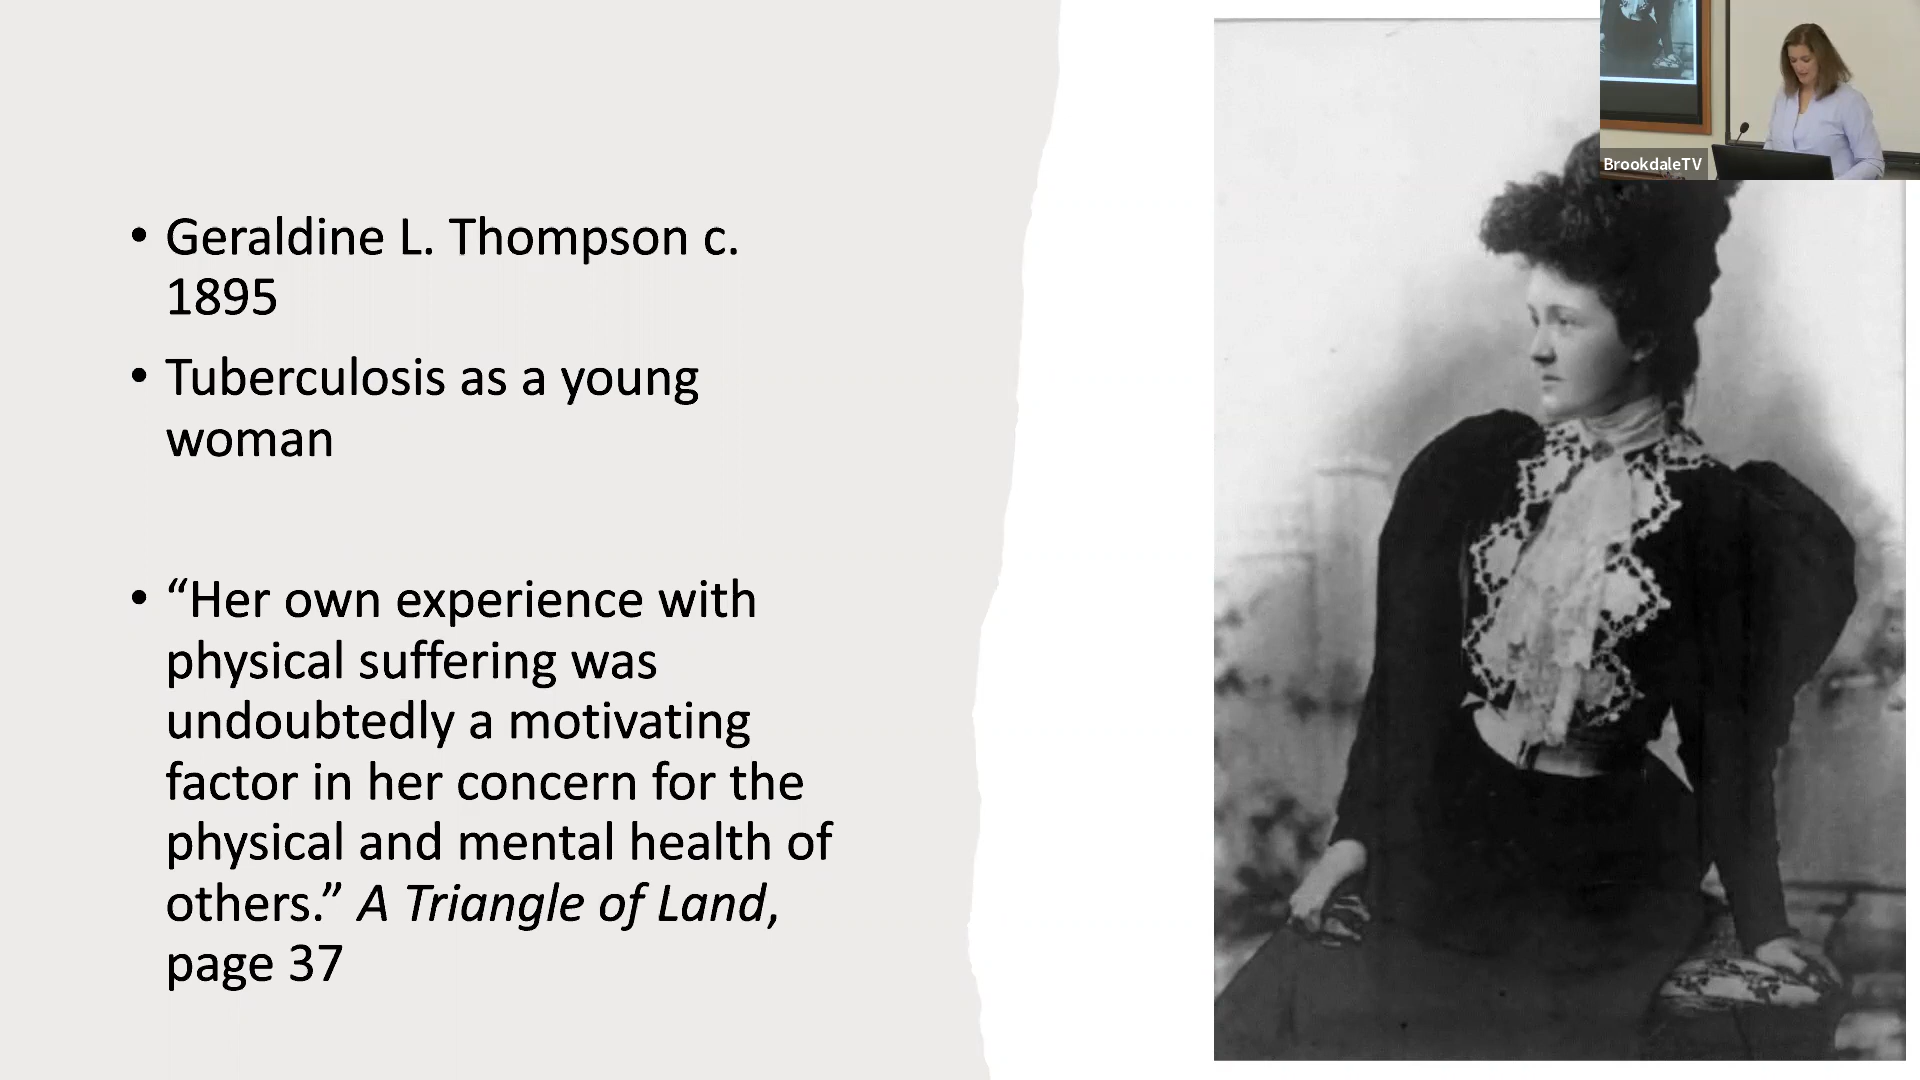 • Geraldine L. Thompson c.
1895
• Tuberculosis as a young
woman
• “Her own experience with
physical suffering was
undoubtedly a motivating
factor in her concern for the
physical and mental health of
others.” A Triangle of Land,
page 37
BrookdaleTV